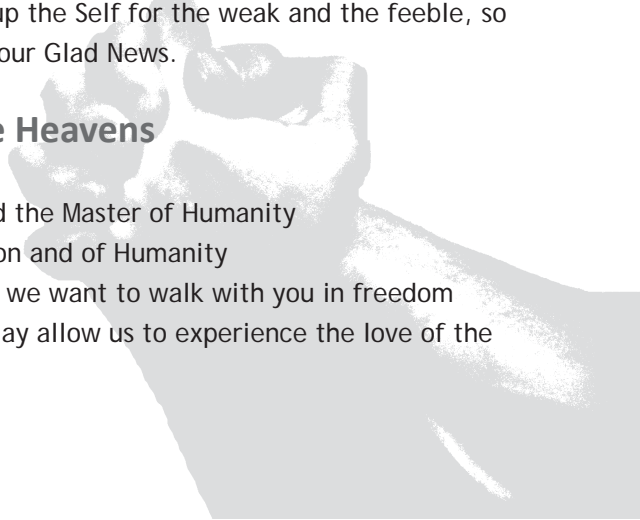 up the Self for the weak and the feeble, so
our Glad News.
e Heavens
d the Master of Humanity
on and of Humanity
we want to walk with you in freedom
ay allow us to experience the love of the